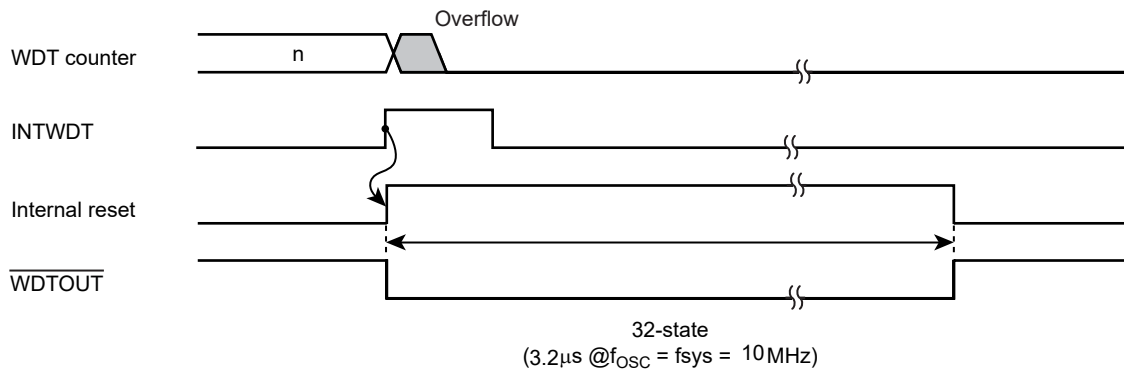 Overflow
WDT counter
n
INTWDT
Internal reset
WDTOUT
32-state
(3.2μs @fOSC = fsys = 10MHz)